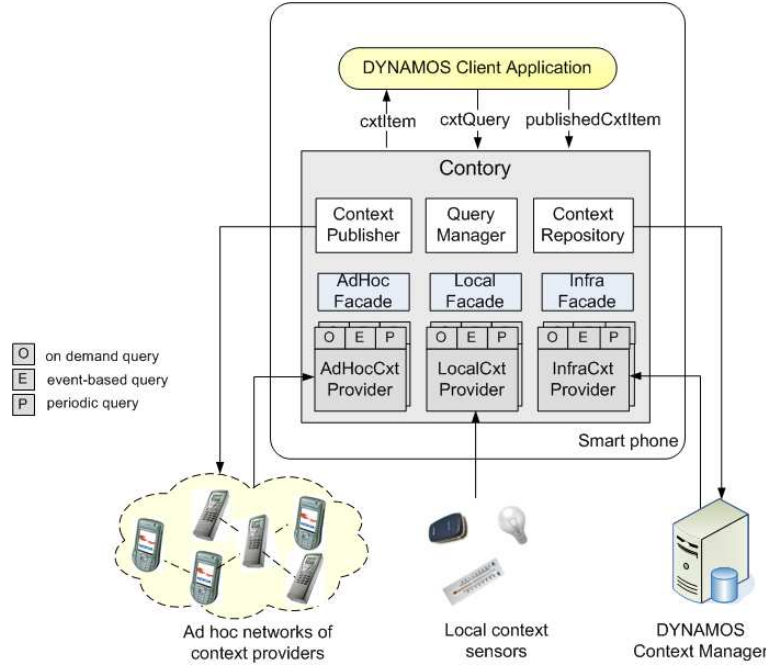 DYNAMOS Client Application
cxtItem
cxtQuery
publishedCxtItem
Contory
Context
Publisher
Query
Manager
Context
Repository
AdHoc
Facade
Local
Facade
Infra
Facade
O E P
O E P
O E P
AdHocCxt
Provider
LocalCxt
Provider
InfraCxt
Provider
O on demand query
E event-based query
P periodic query
Smart phone
Ad hoc networks of
context providers
Local context
sensors
DYNAMOS
Context Manager